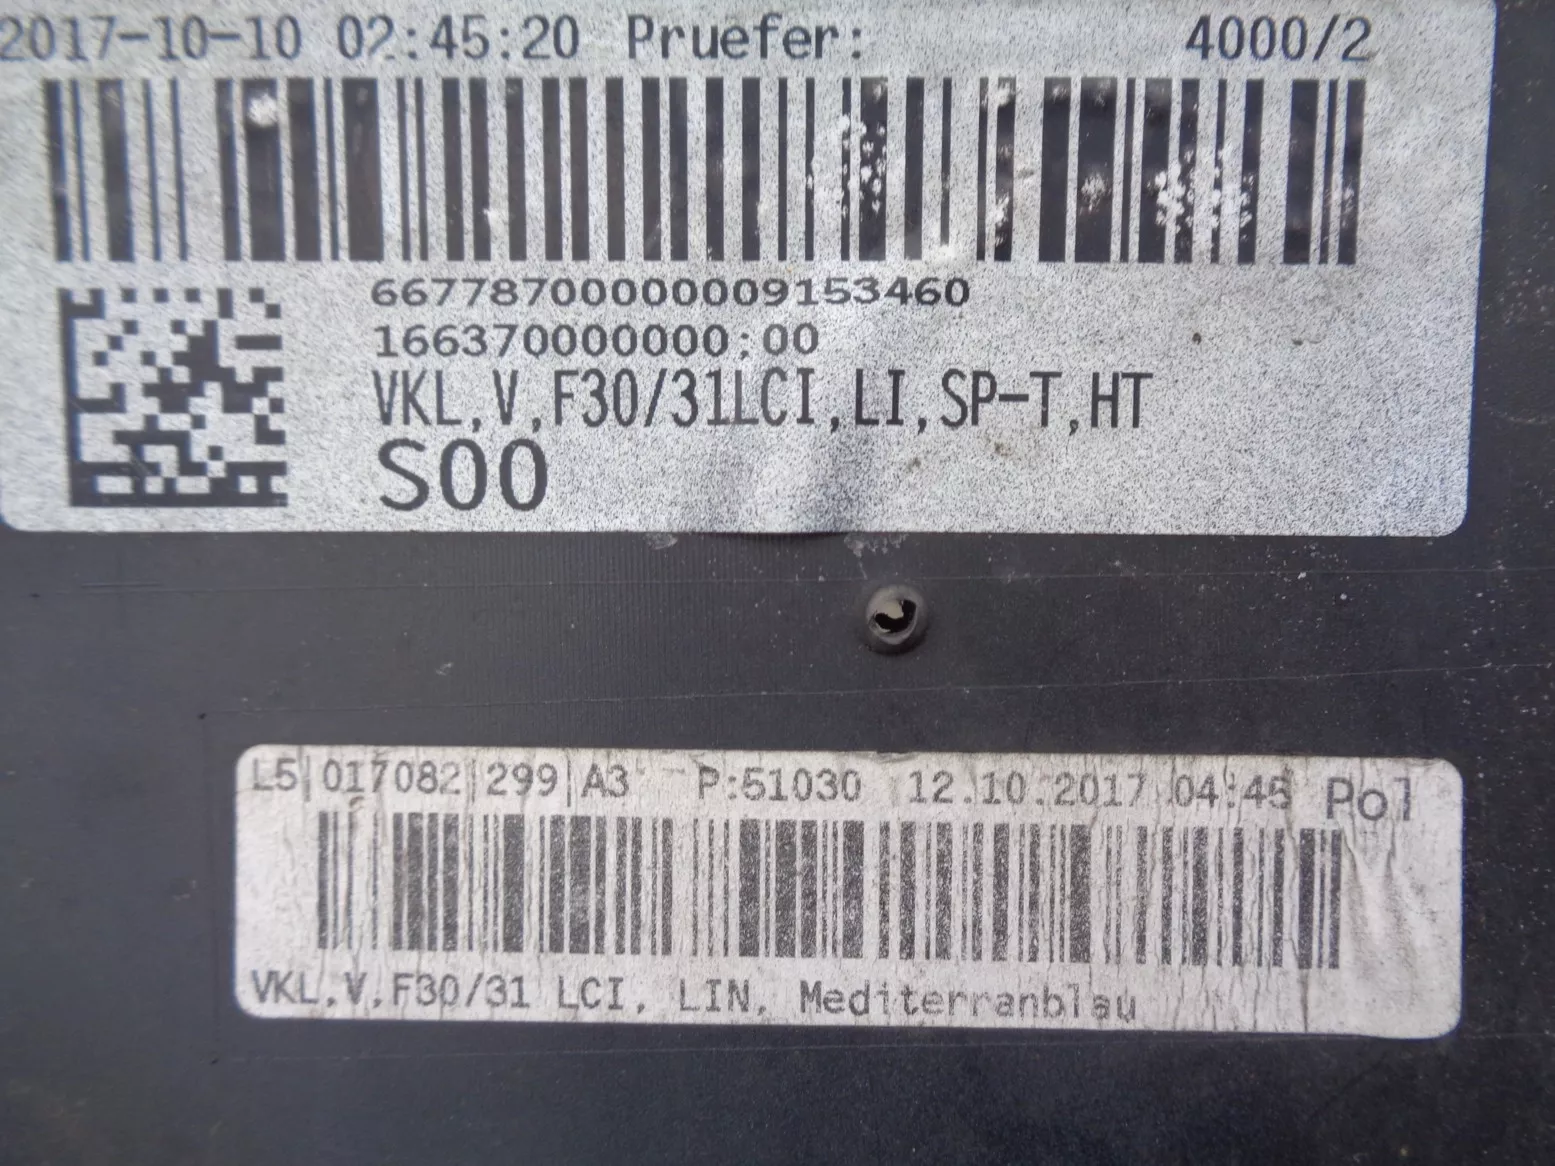 2017-10-10 02:45:20 Pruefer: 4000/2
66778700000009153460
166370000000:00
VKL,V,F30/31LCI,LI,SP-T,HT
S00
L5|017082|299|A3 P:51030 12.10.2017 04:45 Pol
VKL,V,F30/31 LCI, LIN, Mediterranblau